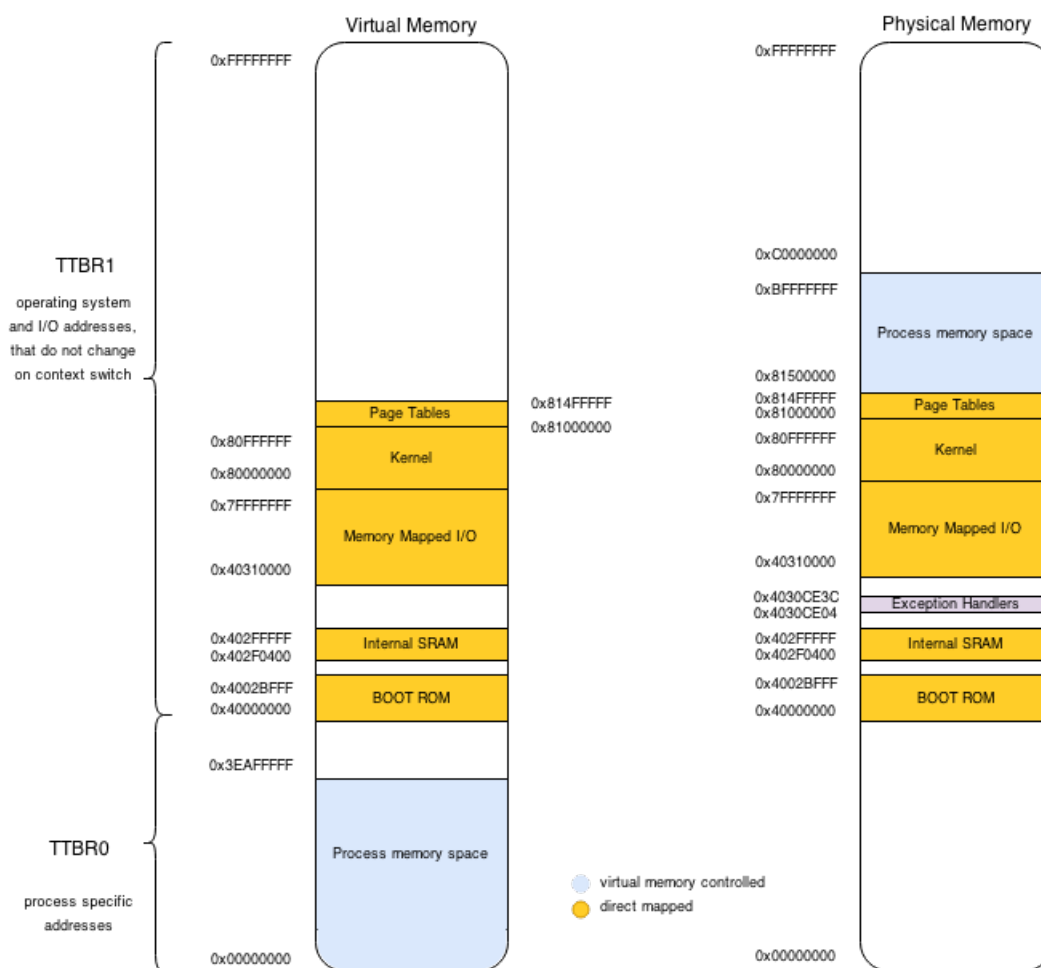 Virtual Memory
Physical Memory
0xFFFFFFFF
0xFFFFFFFF
TTBR1
operating system
and I/O addresses,
that do not change
on context switch
0xC0000000
0xBFFFFFFF
Process memory space
0x81500000
0x814FFFFF
0x81000000
Page Tables
0x814FFFFF
0x81000000
Page Tables
0x80FFFFFF
Kernel
0x80000000
0x80FFFFFF
Kernel
0x80000000
0x7FFFFFFF
Memory Mapped I/O
0x40310000
0x7FFFFFFF
Memory Mapped I/O
0x40310000
0x4030CE3C
Exception Handlers
0x4030CE04
0x402FFFFF
Internal SRAM
0x402F0400
0x402FFFFF
Internal SRAM
0x402F0400
0x4002BFFF
BOOT ROM
0x40000000
0x4002BFFF
BOOT ROM
0x40000000
0x3EAFFFFF
TTBR0
process specific
addresses
Process memory space
virtual memory controlled
direct mapped
0x00000000
0x00000000